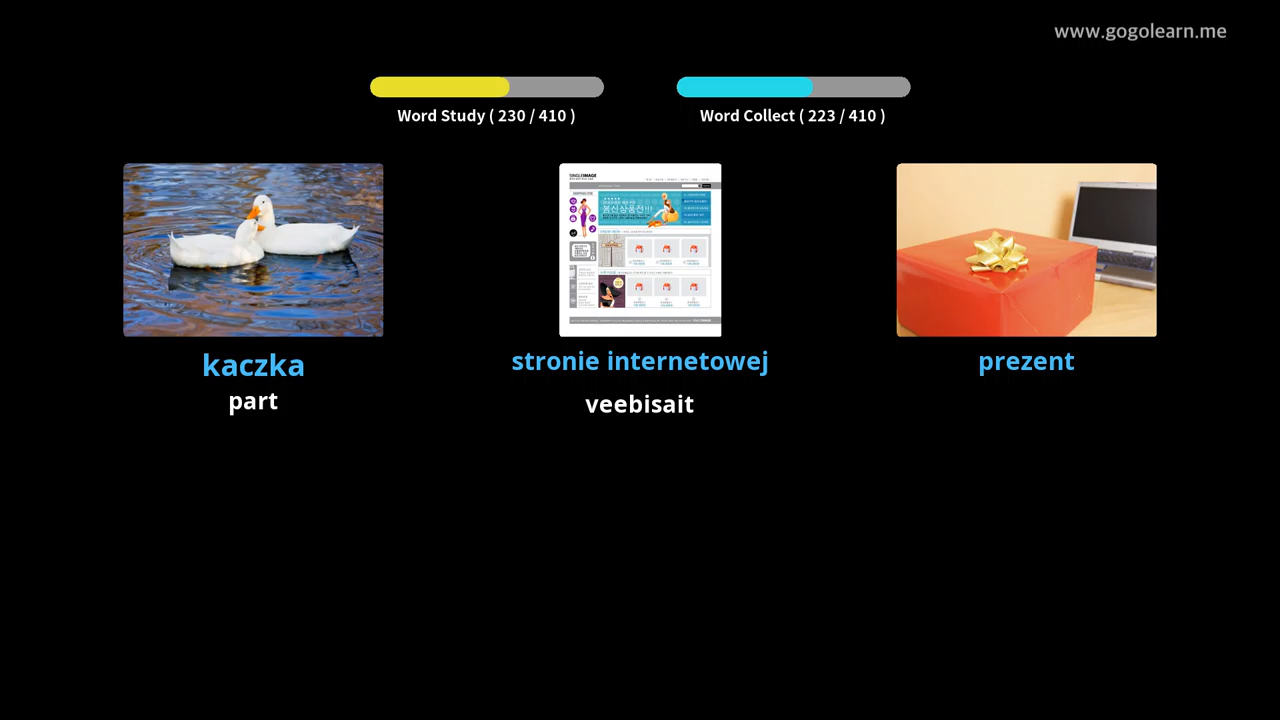 www.gogolearn.me
Word Study ( 230 / 410 )
Word Collect ( 223 / 410 )
kaczka
part
stronie internetowej
veebisait
prezent